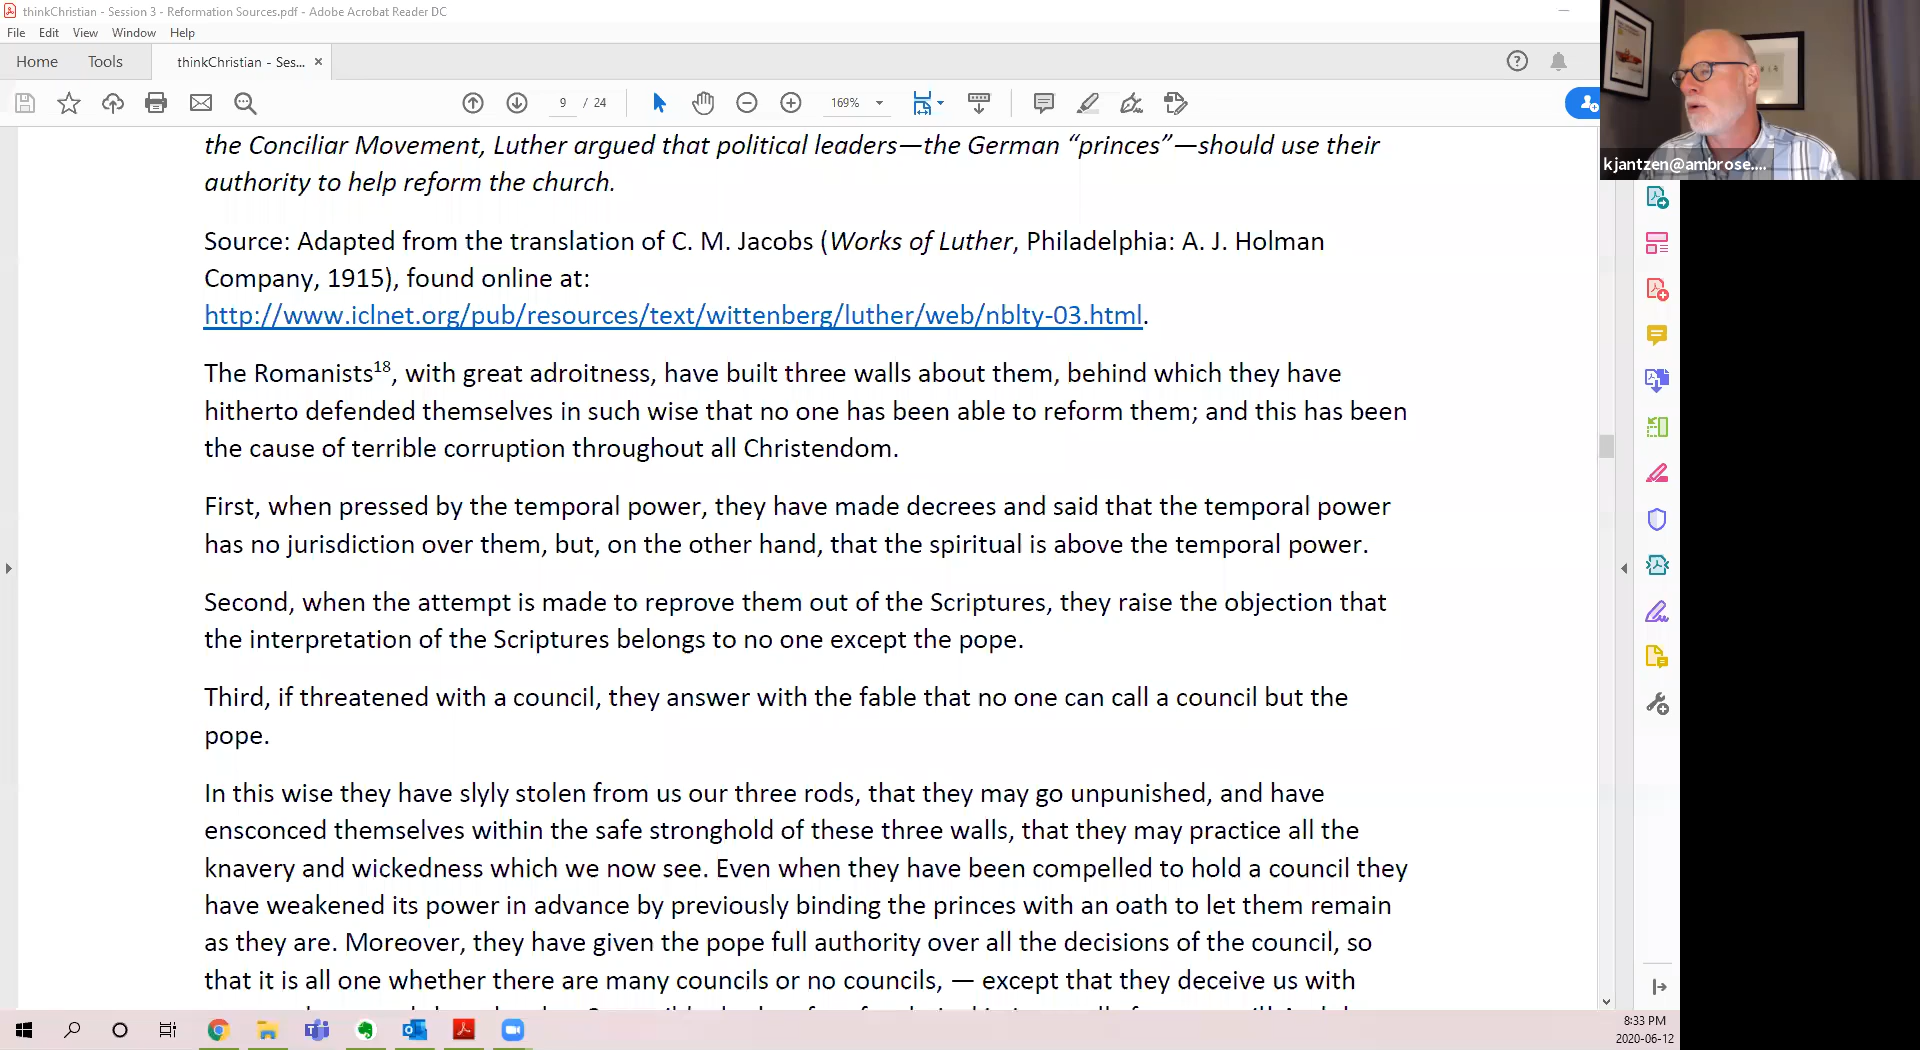 thinkChristian - Session 3 - Reformation Sources.pdf - Adobe Acrobat Reader DC
File Edit View Window Help
Home Tools thinkChristian - Ses... ×
9 / 24 169%
kjantzen@ambrose....
the Conciliar Movement, Luther argued that political leaders—the German “princes”—should use their
authority to help reform the church.
Source: Adapted from the translation of C. M. Jacobs (Works of Luther, Philadelphia: A. J. Holman
Company, 1915), found online at:
http://www.iclnet.org/pub/resources/text/wittenberg/luther/web/nblty-03.html.
The Romanists18, with great adroitness, have built three walls about them, behind which they have
hitherto defended themselves in such wise that no one has been able to reform them; and this has been
the cause of terrible corruption throughout all Christendom.
First, when pressed by the temporal power, they have made decrees and said that the temporal power
has no jurisdiction over them, but, on the other hand, that the spiritual is above the temporal power.
Second, when the attempt is made to reprove them out of the Scriptures, they raise the objection that
the interpretation of the Scriptures belongs to no one except the pope.
Third, if threatened with a council, they answer with the fable that no one can call a council but the
pope.
In this wise they have slyly stolen from us our three rods, that they may go unpunished, and have
ensconced themselves within the safe stronghold of these three walls, that they may practice all the
knavery and wickedness which we now see. Even when they have been compelled to hold a council they
have weakened its power in advance by previously binding the princes with an oath to let them remain
as they are. Moreover, they have given the pope full authority over all the decisions of the council, so
that it is all one whether there are many councils or no councils, — except that they deceive us with
8:33 PM
2020-06-12